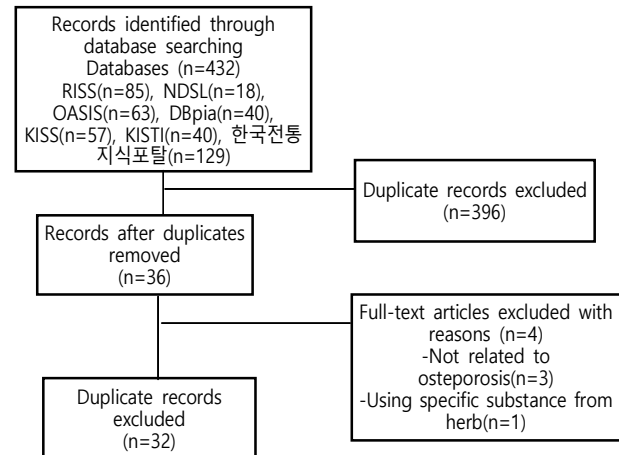 Records identified through
database searching
Databases (n=432)
RISS(n=85), NDSL(n=18),
OASIS(n=63), DBpia(n=40),
KISS(n=57), KISTI(n=40), 한국전통
지식포탈(n=129)
Duplicate records excluded
(n=396)
Records after duplicates
removed
(n=36)
Full-text articles excluded with
reasons (n=4)
-Not related to
osteporosis(n=3)
-Using specific substance from
herb(n=1)
Duplicate records
excluded
(n=32)